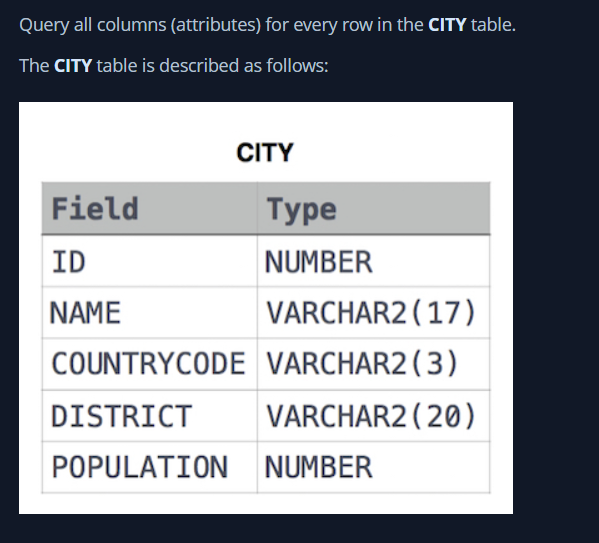 Query all columns (attributes) for every row in the CITY table.
The CITY table is described as follows:
CITY
Field Type
ID NUMBER
NAME VARCHAR2(17)
COUNTRYCODE VARCHAR2(3)
DISTRICT VARCHAR2(20)
POPULATION NUMBER